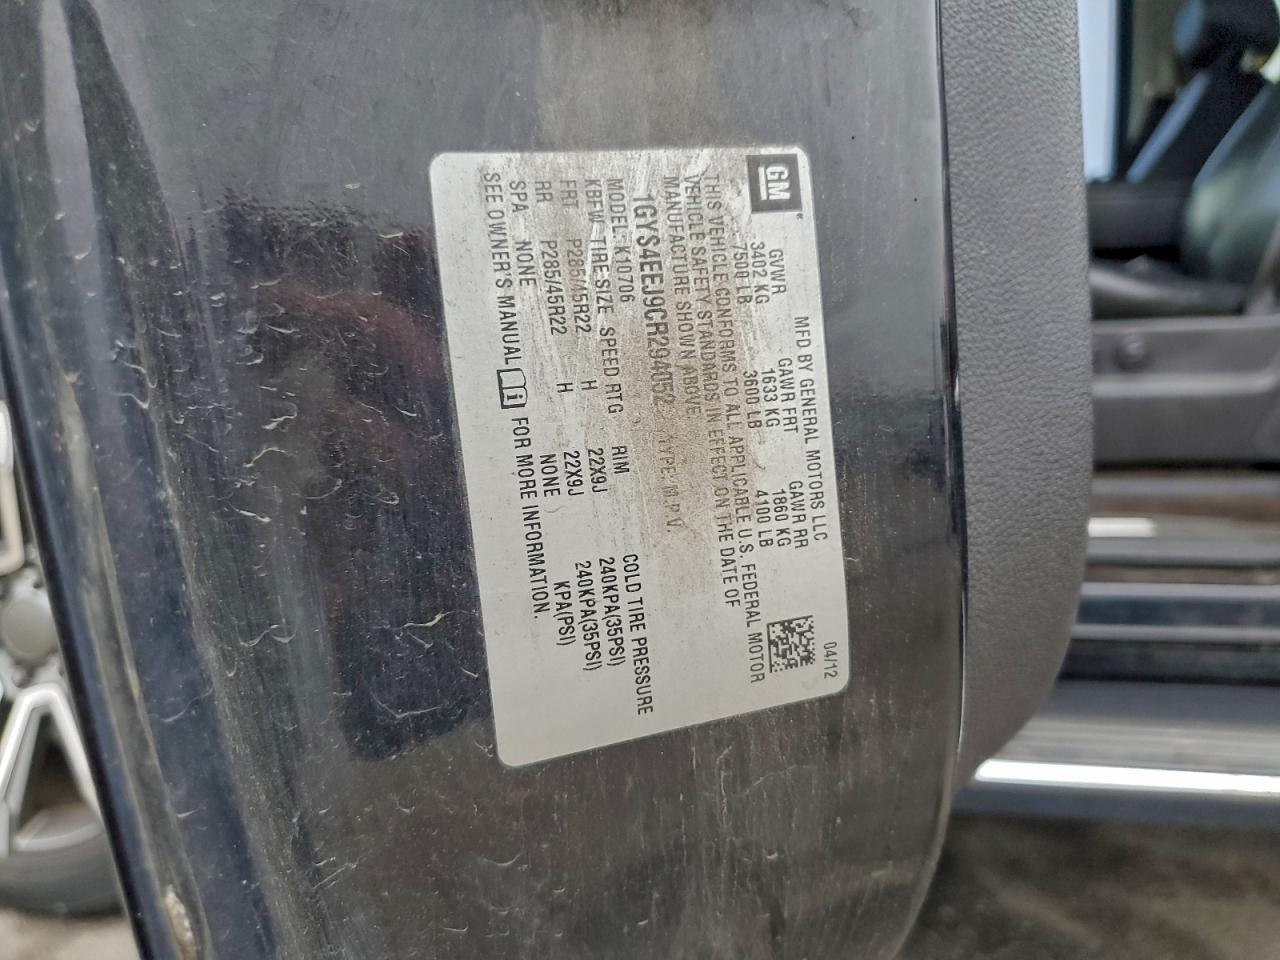 GM
MFD BY GENERAL MOTORS LLC 04/12
GVWR GAWR FRT GAWR RR
3402 KG 1633 KG 1860 KG
7500 LB 3600 LB 4100 LB
THIS VEHICLE CONFORMS TO ALL APPLICABLE U.S. FEDERAL MOTOR
VEHICLE SAFETY STANDARDS IN EFFECT ON THE DATE OF
MANUFACTURE SHOWN ABOVE.
1GYS4EEJ9CR294052 TYPE: M.P.V.
MODEL: K10706
KBFW TIRE SIZE SPEED RTG RIM COLD TIRE PRESSURE
FRT P285/45R22 H 22X9J 240KPA(35PSI)
RR P285/45R22 H 22X9J 240KPA(35PSI)
SPA NONE NONE KPA(PSI)
SEE OWNER'S MANUAL i FOR MORE INFORMATION.